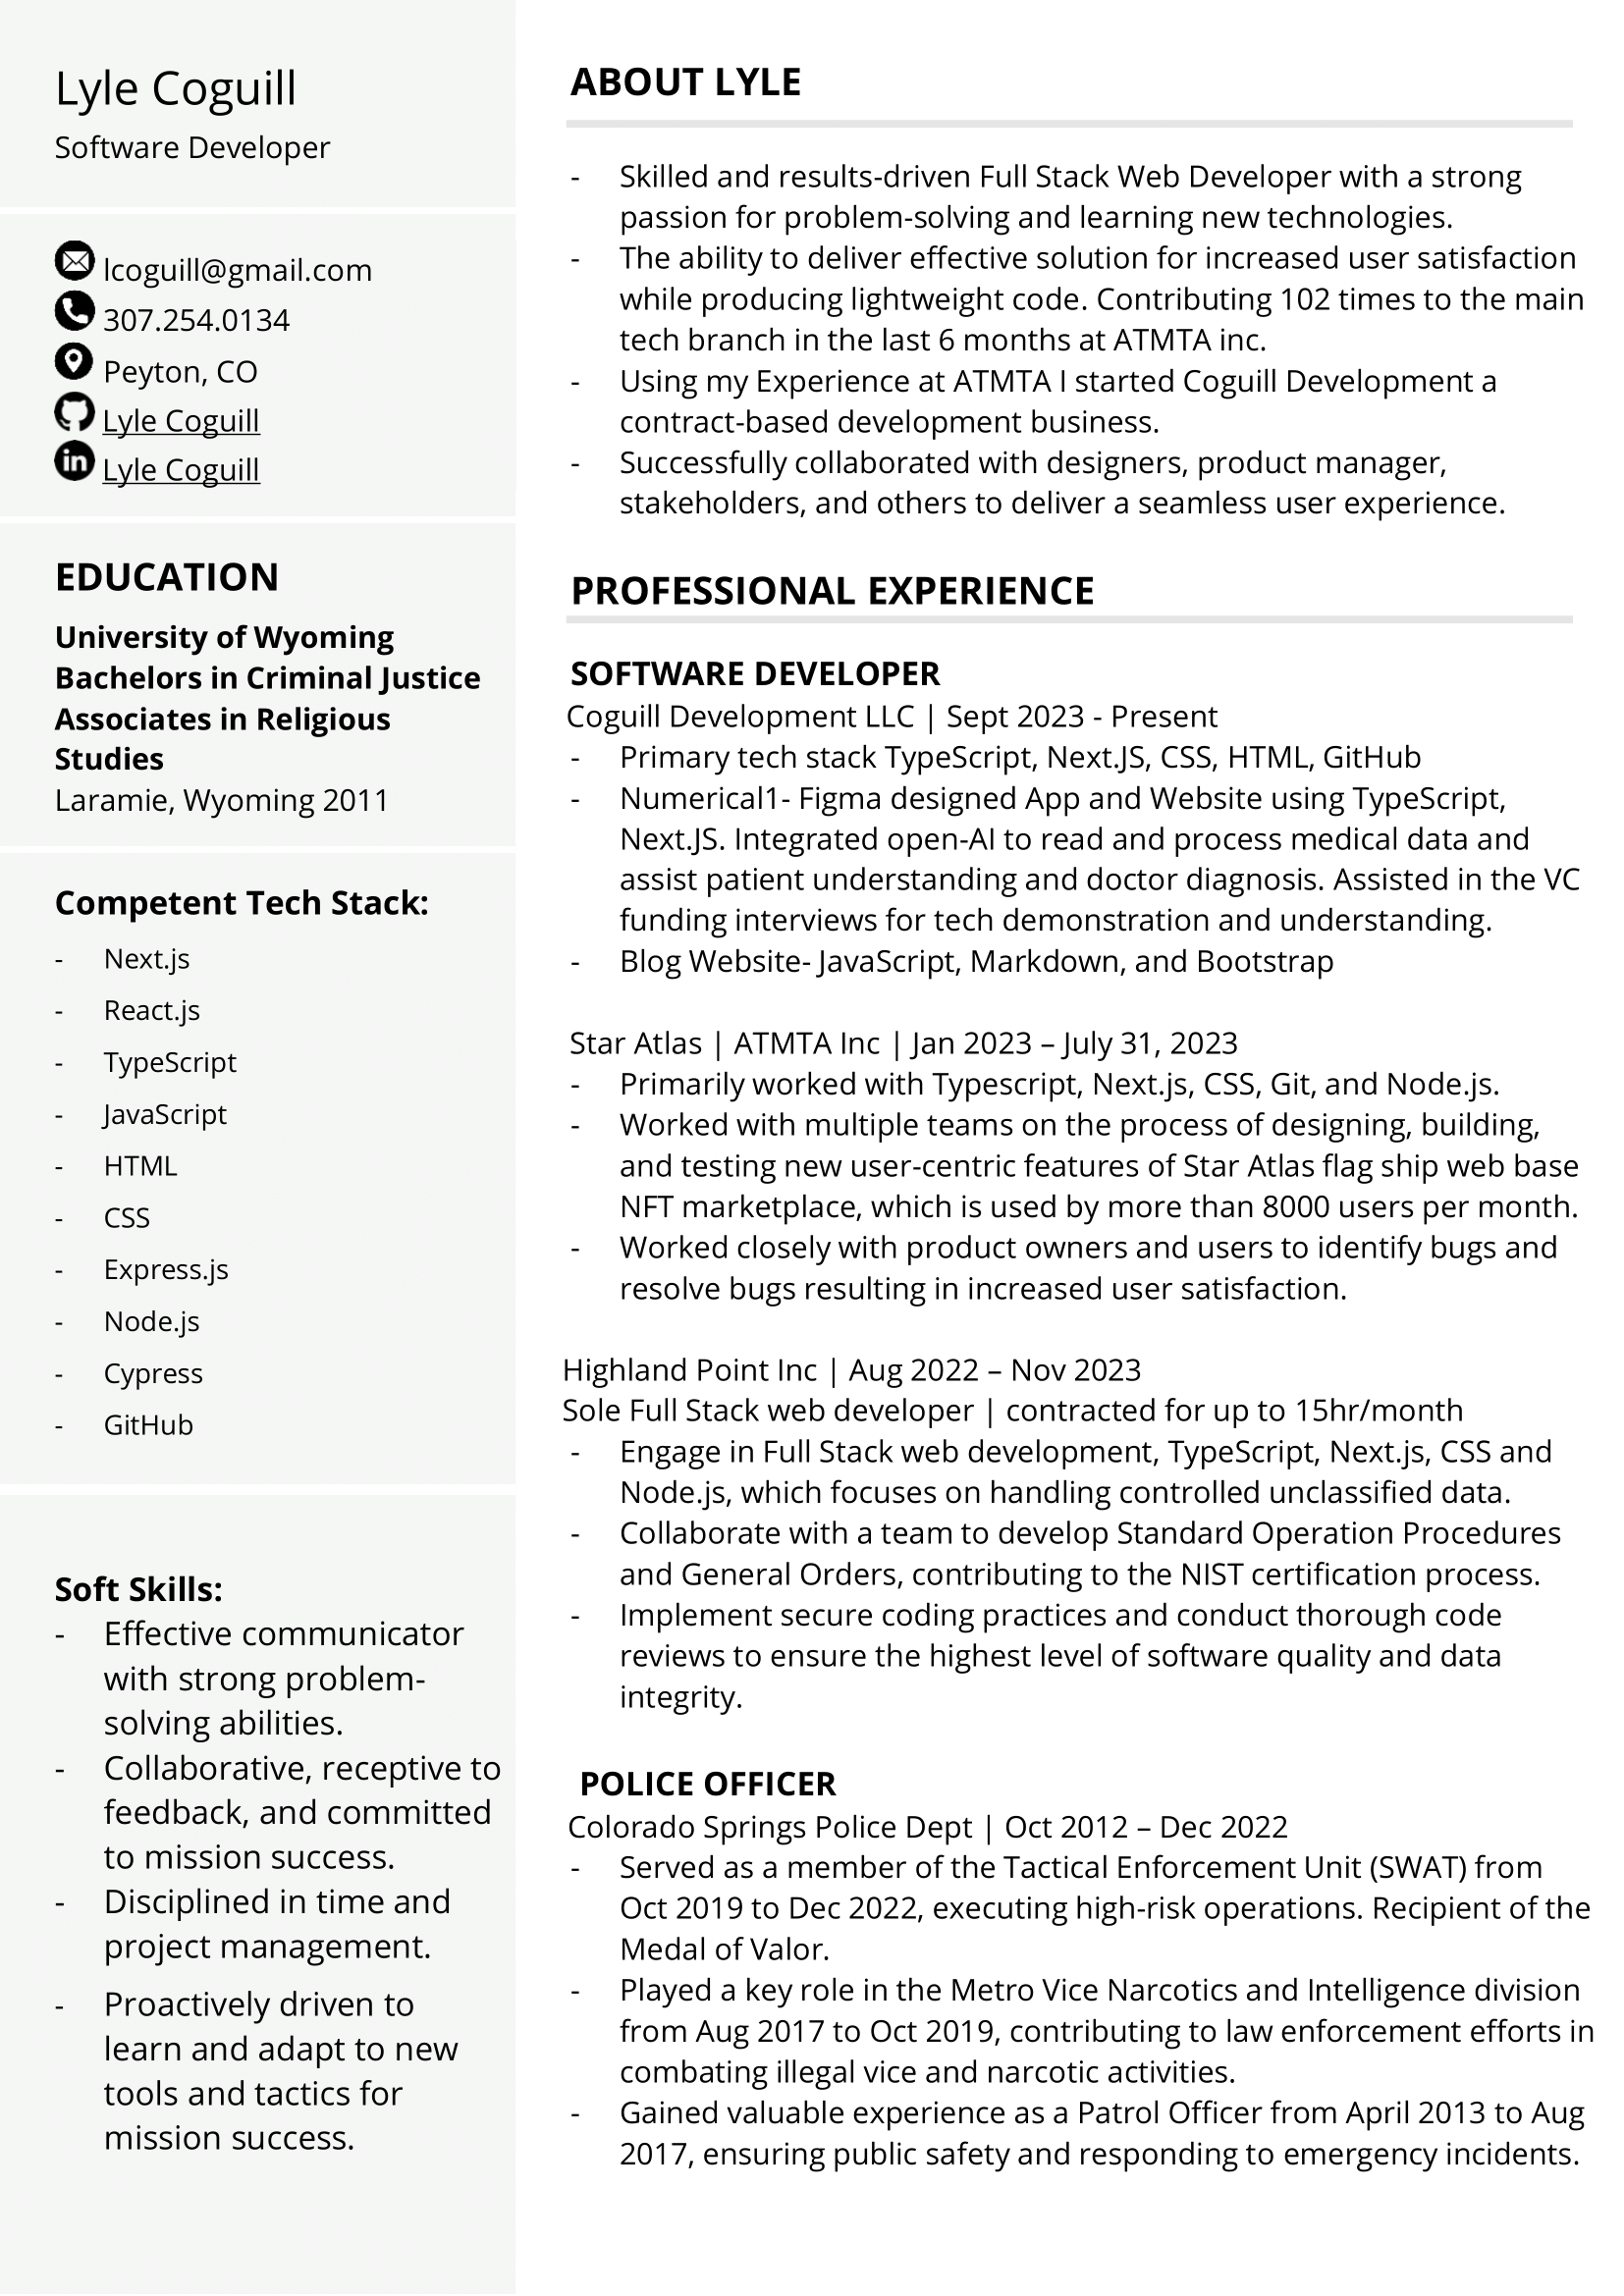 Lyle Coguill
Software Developer
lcoguill@gmail.com
307.254.0134
Peyton, CO
Lyle Coguill
in Lyle Coguill
EDUCATION
University of Wyoming
Bachelors in Criminal Justice
Associates in Religious
Studies
Laramie, Wyoming 2011
Competent Tech Stack:
- Next.js
- React.js
- TypeScript
- JavaScript
- HTML
- CSS
- Express.js
- Node.js
- Cypress
- GitHub
Soft Skills:
- Effective communicator
with strong problem-
solving abilities.
- Collaborative, receptive to
feedback, and committed
to mission success.
- Disciplined in time and
project management.
- Proactively driven to
learn and adapt to new
tools and tactics for
mission success.
ABOUT LYLE
- Skilled and results-driven Full Stack Web Developer with a strong
passion for problem-solving and learning new technologies.
- The ability to deliver effective solution for increased user satisfaction
while producing lightweight code. Contributing 102 times to the main
tech branch in the last 6 months at ATMTA inc.
- Using my Experience at ATMTA I started Coguill Development a
contract-based development business.
- Successfully collaborated with designers, product manager,
stakeholders, and others to deliver a seamless user experience.
PROFESSIONAL EXPERIENCE
SOFTWARE DEVELOPER
Coguill Development LLC | Sept 2023 - Present
- Primary tech stack TypeScript, Next.JS, CSS, HTML, GitHub
- Numerical1- Figma designed App and Website using TypeScript,
Next.JS. Integrated open-AI to read and process medical data and
assist patient understanding and doctor diagnosis. Assisted in the VC
funding interviews for tech demonstration and understanding.
- Blog Website- JavaScript, Markdown, and Bootstrap
Star Atlas | ATMTA Inc | Jan 2023 – July 31, 2023
- Primarily worked with Typescript, Next.js, CSS, Git, and Node.js.
- Worked with multiple teams on the process of designing, building,
and testing new user-centric features of Star Atlas flag ship web base
NFT marketplace, which is used by more than 8000 users per month.
- Worked closely with product owners and users to identify bugs and
resolve bugs resulting in increased user satisfaction.
Highland Point Inc | Aug 2022 – Nov 2023
Sole Full Stack web developer | contracted for up to 15hr/month
- Engage in Full Stack web development, TypeScript, Next.js, CSS and
Node.js, which focuses on handling controlled unclassified data.
- Collaborate with a team to develop Standard Operation Procedures
and General Orders, contributing to the NIST certification process.
- Implement secure coding practices and conduct thorough code
reviews to ensure the highest level of software quality and data
integrity.
POLICE OFFICER
Colorado Springs Police Dept | Oct 2012 – Dec 2022
- Served as a member of the Tactical Enforcement Unit (SWAT) from
Oct 2019 to Dec 2022, executing high-risk operations. Recipient of the
Medal of Valor.
- Played a key role in the Metro Vice Narcotics and Intelligence division
from Aug 2017 to Oct 2019, contributing to law enforcement efforts in
combating illegal vice and narcotic activities.
- Gained valuable experience as a Patrol Officer from April 2013 to Aug
2017, ensuring public safety and responding to emergency incidents.